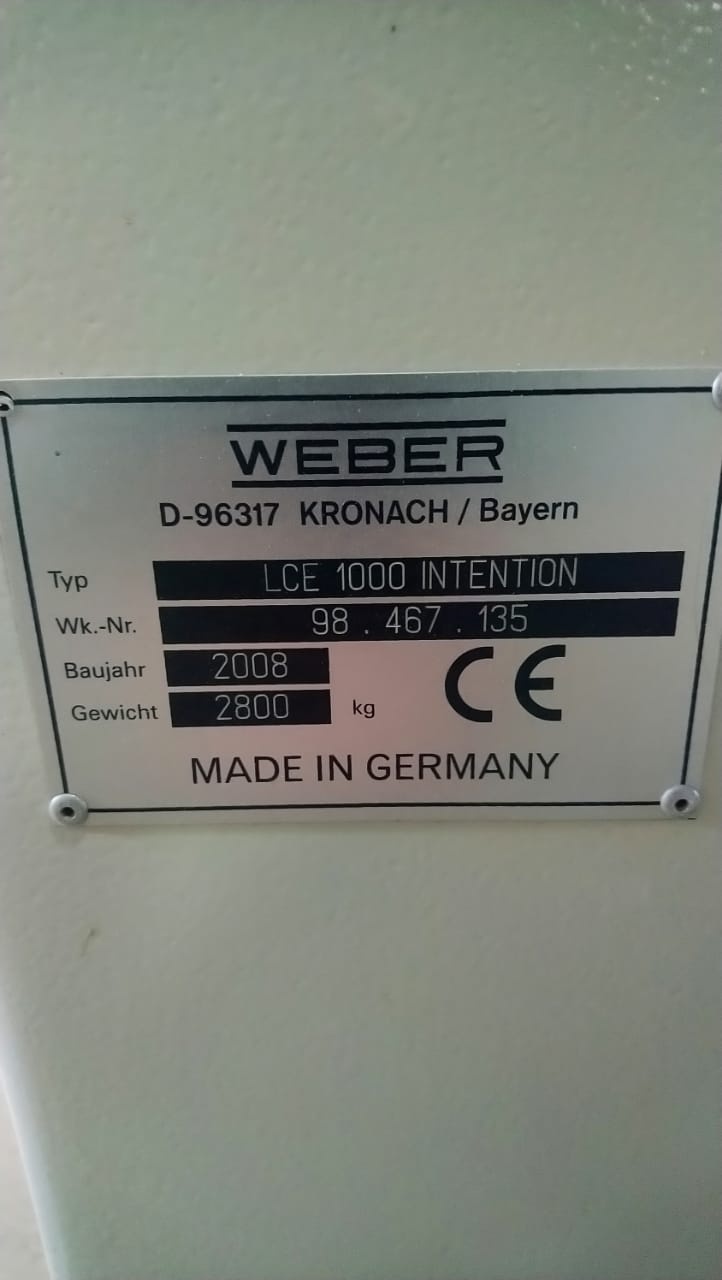 WEBER
D-96317 KRONACH / Bayern
Typ LCE 1000 INTENTION
Wk.-Nr. 98 . 467 . 135
Baujahr 2008
Gewicht 2800 kg
CE
MADE IN GERMANY